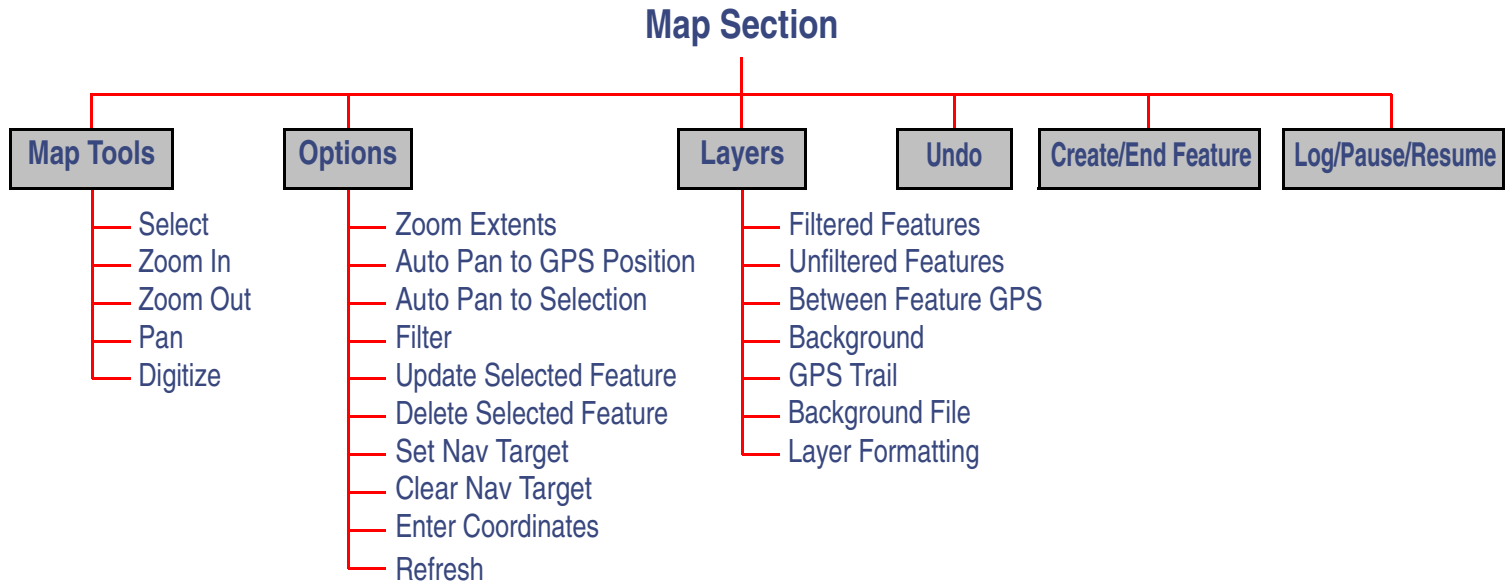 Map Section
Map Tools
Options
Layers
Undo
Create/End Feature
Log/Pause/Resume
Select
Zoom In
Zoom Out
Pan
Digitize
Zoom Extents
Auto Pan to GPS Position
Auto Pan to Selection
Filter
Update Selected Feature
Delete Selected Feature
Set Nav Target
Clear Nav Target
Enter Coordinates
Refresh
Filtered Features
Unfiltered Features
Between Feature GPS
Background
GPS Trail
Background File
Layer Formatting